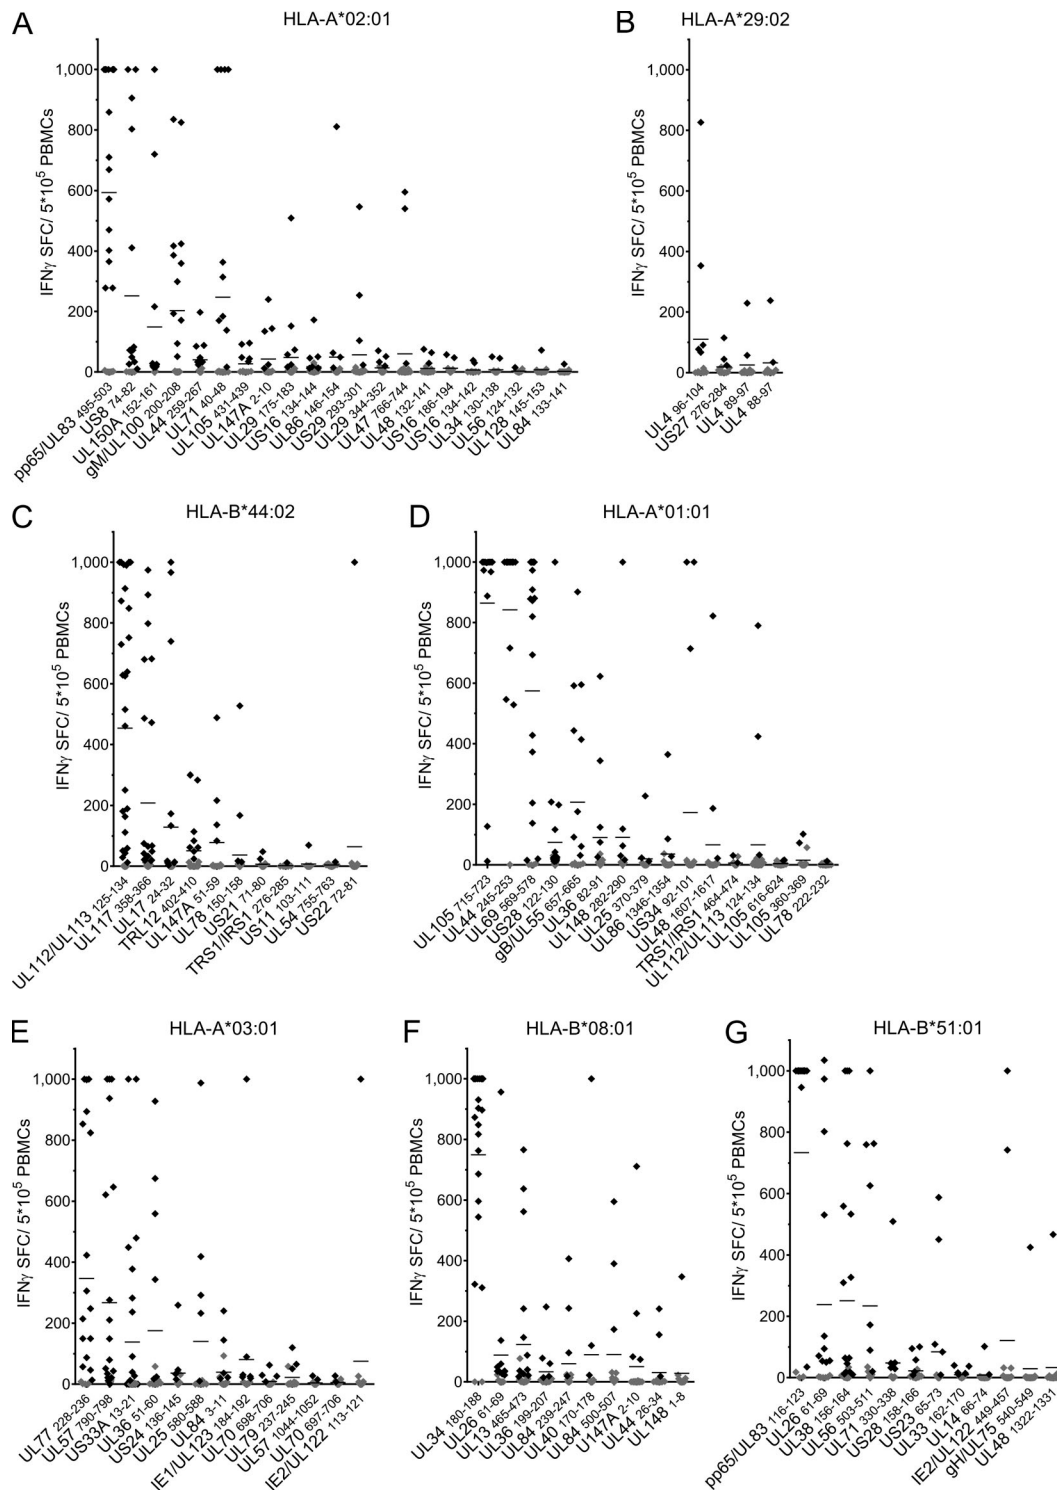 A
HLA-A*02:01
IFNγ SFC/ 5*10⁵ PBMCs
1,000
800
600
400
200
0
pp65/UL83 495-503
US8 74-82
UL150A 152-161
gM/UL100 200-208
UL44 259-267
UL71 40-48
UL105 431-439
UL147A 2-10
UL29 175-183
US16 134-144
UL86 146-154
US29 293-301
UL29 344-352
UL47 766-744
UL48 132-141
US16 186-194
US16 134-142
UL34 130-138
UL56 124-132
UL128 145-153
UL84 133-141
B
HLA-A*29:02
IFNγ SFC/ 5*10⁵ PBMCs
1,000
800
600
400
200
0
UL4 96-104
US27 276-284
UL4 89-97
UL4 88-97
C
HLA-B*44:02
IFNγ SFC/ 5*10⁵ PBMCs
1,000
800
600
400
200
0
UL112/UL113 125-134
UL117 358-366
UL17 24-32
TRL12 402-410
UL147A 51-59
UL78 150-158
US21 71-80
TRS1/IRS1 276-285
US11 103-111
UL54 755-763
US22 72-81
D
HLA-A*01:01
IFNγ SFC/ 5*10⁵ PBMCs
1,000
800
600
400
200
0
UL105 715-723
UL44 245-253
UL69 569-578
US28 122-130
gB/UL55 657-665
UL36 82-91
UL148 282-290
UL25 370-379
UL86 1346-1354
US34 92-101
UL48 1607-1617
TRS1/IRS1 464-474
UL112/UL113 124-134
UL105 616-624
UL105 360-369
UL78 222-232
E
HLA-A*03:01
IFNγ SFC/ 5*10⁵ PBMCs
1,000
800
600
400
200
0
UL77 228-236
UL57 790-798
US33A 13-21
UL36 51-60
US24 136-145
UL25 580-588
UL84 3-11
IE1/UL123 184-192
UL70 698-706
UL79 237-245
UL57 1044-1052
UL70 697-706
IE2/UL122 113-121
F
HLA-B*08:01
IFNγ SFC/ 5*10⁵ PBMCs
1,000
800
600
400
200
0
UL34 180-188
UL26 61-69
UL13 465-473
UL36 199-207
UL84 239-247
UL40 170-178
UL84 500-507
U147A 2-10
UL44 26-34
UL148 1-8
G
HLA-B*51:01
IFNγ SFC/ 5*10⁵ PBMCs
1,000
800
600
400
200
0
pp65/UL83 116-123
UL26 61-69
UL38 156-164
UL56 503-511
UL71 330-338
US28 158-166
US23 65-73
UL33 162-170
UL14 66-74
IE2/UL122 449-457
gH/UL75 540-549
UL48 1322-1331